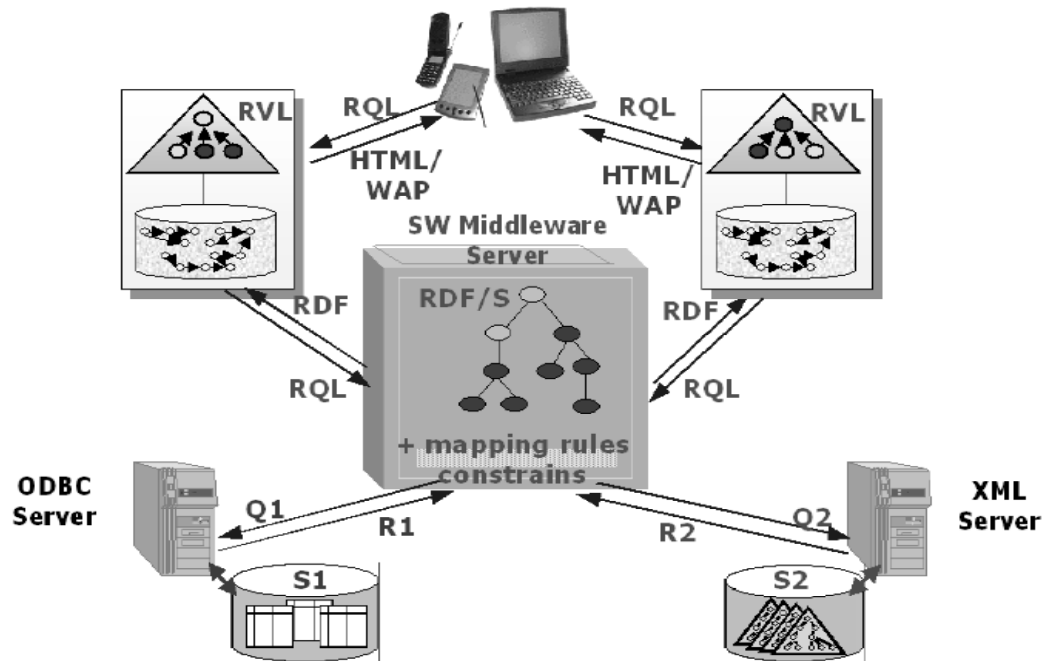 RVL
RQL
RQL
RVL
HTML/
WAP
HTML/
WAP
SW Middleware
Server
RDF/S
RDF
RDF
RQL
RQL
+ mapping rules
constrains
ODBC
Server
Q1
R1
R2
Q2
XML
Server
S1
S2